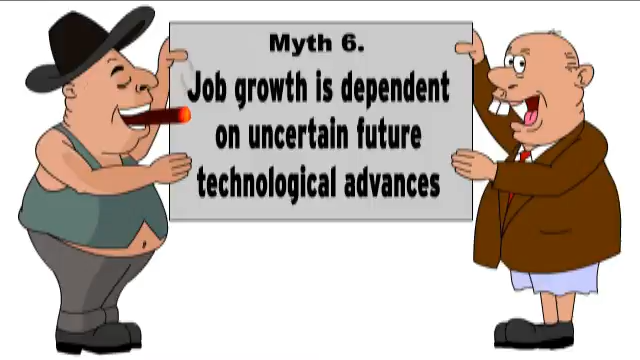 Myth 6.
Job growth is dependent
on uncertain future
technological advances